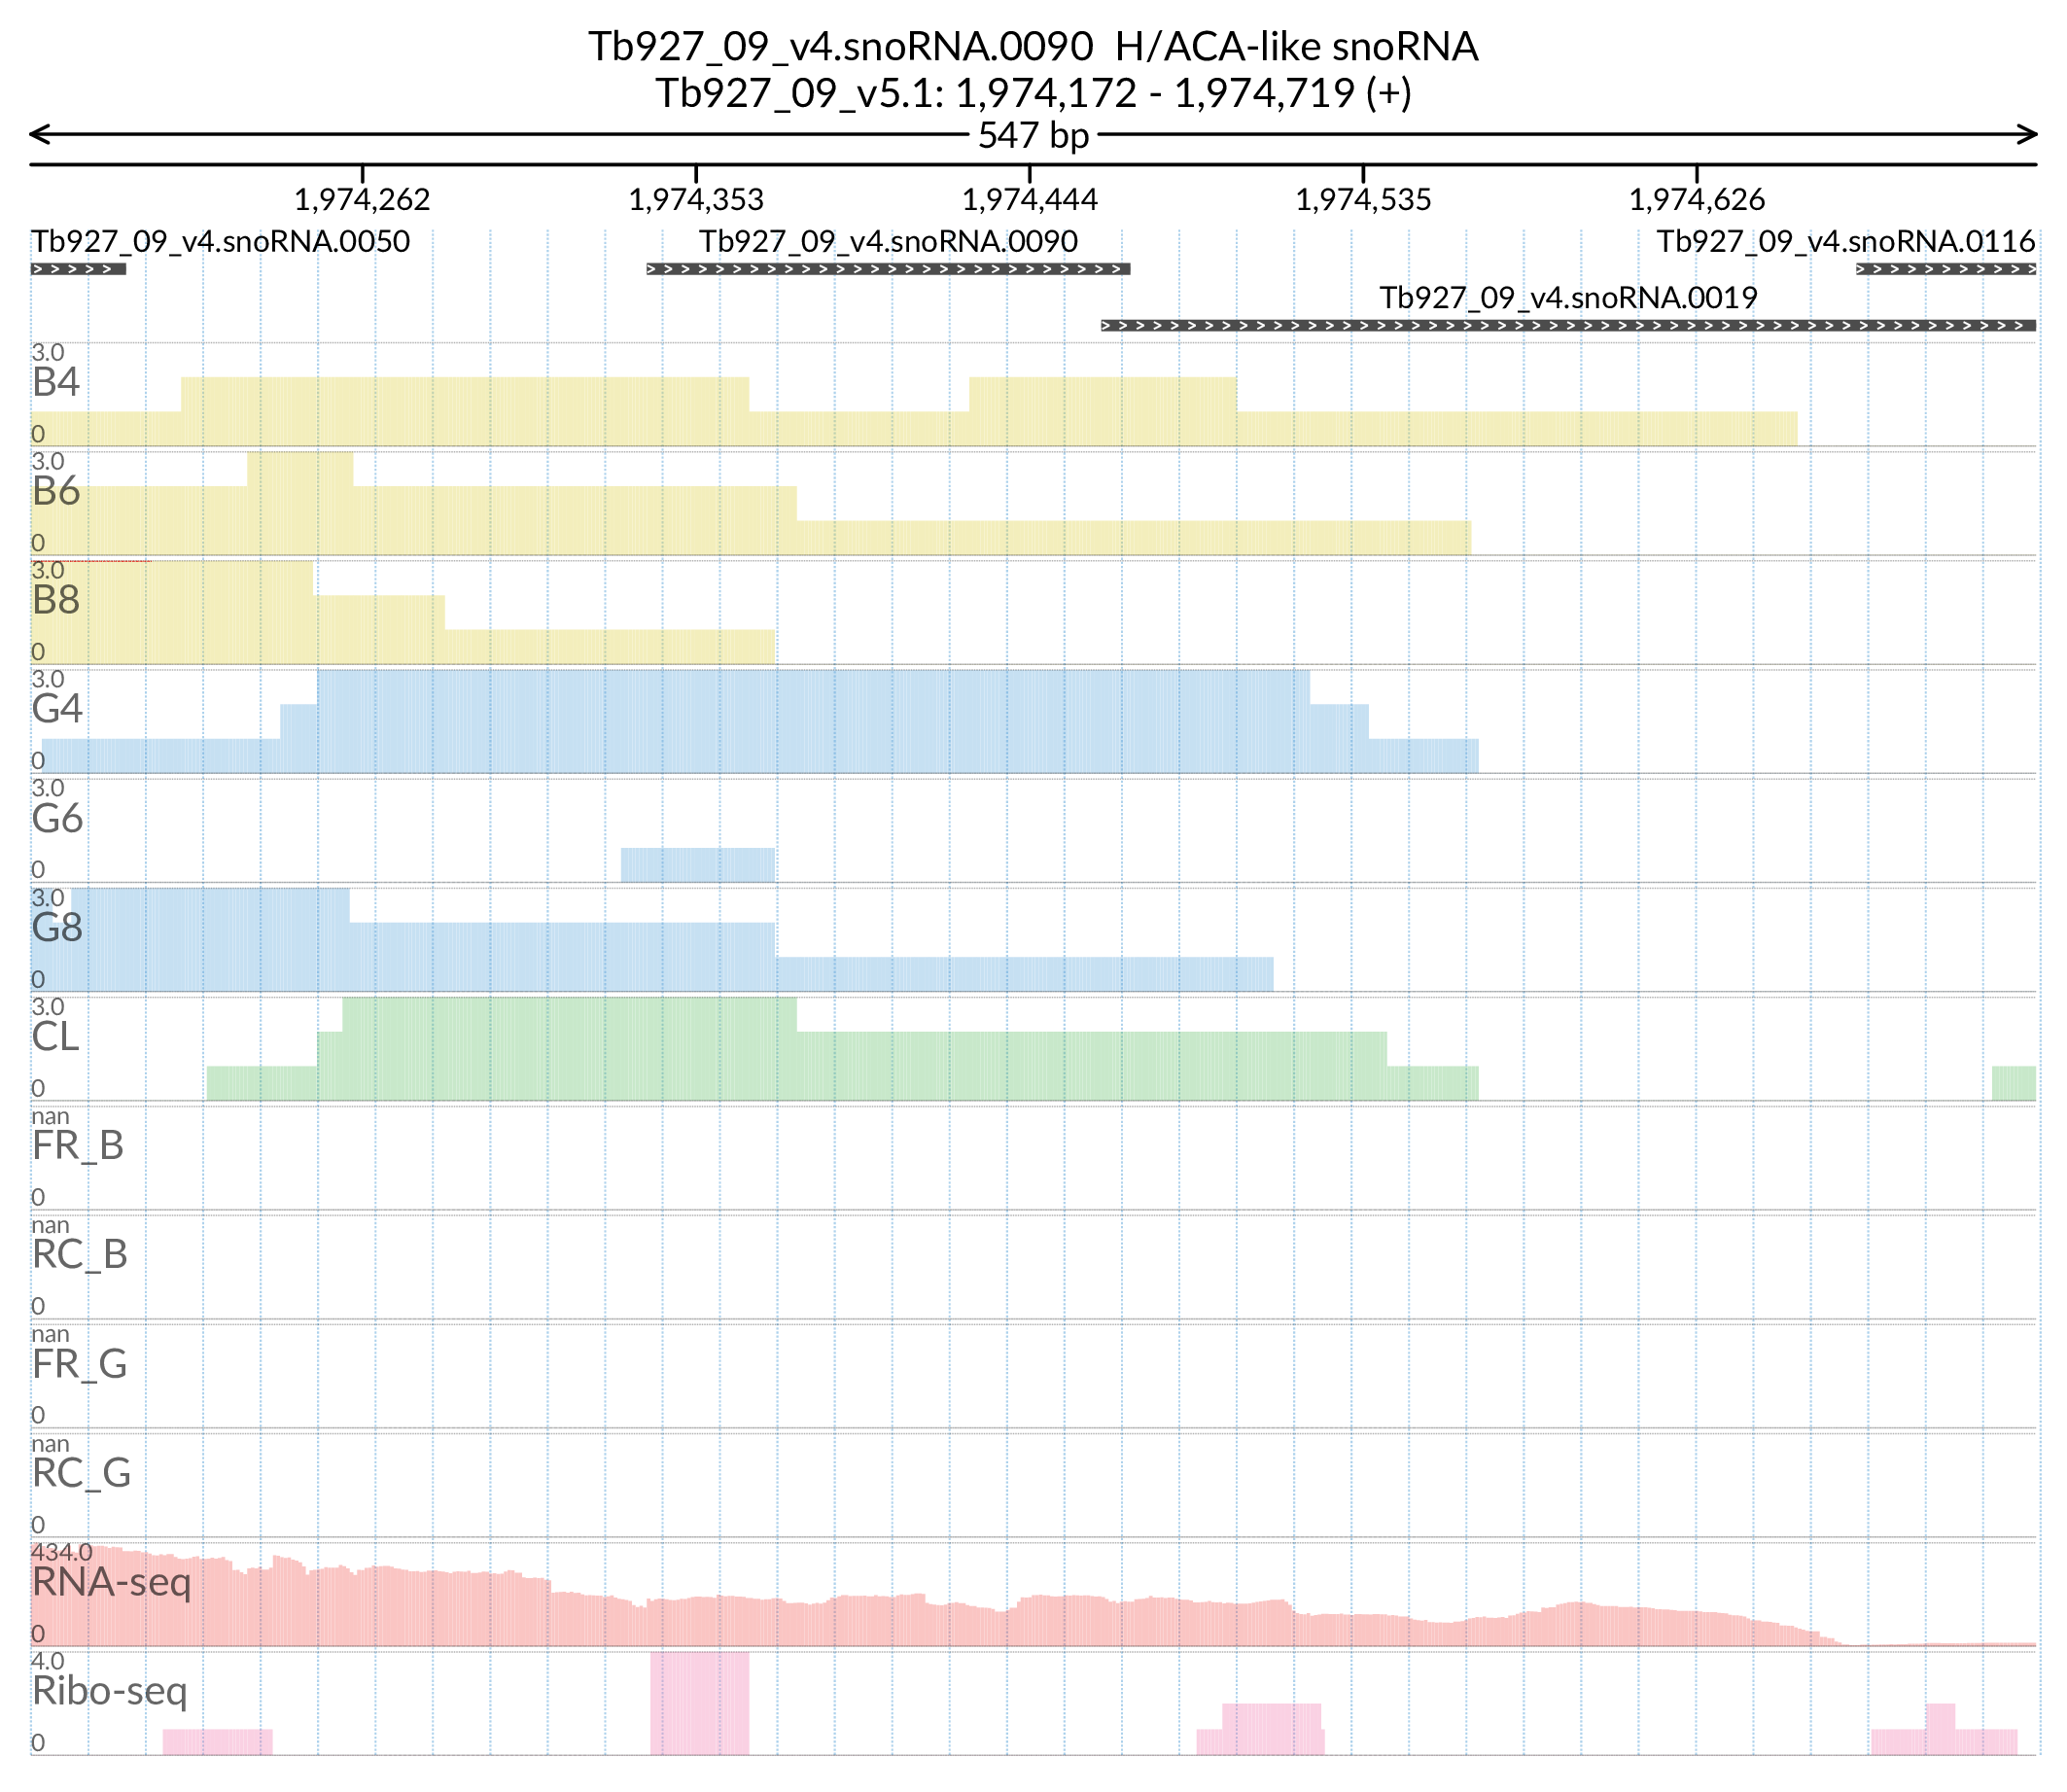 Tb927_09_v4.snoRNA.0090 H/ACA-like snoRNA
Tb927_09_v5.1: 1,974,172 - 1,974,719 (+)
547 bp
1,974,262 1,974,353 1,974,444 1,974,535 1,974,626
Tb927_09_v4.snoRNA.0050 Tb927_09_v4.snoRNA.0090 Tb927_09_v4.snoRNA.0116
Tb927_09_v4.snoRNA.0019
3.0
B4
0
3.0
B6
0
3.0
B8
0
3.0
G4
0
3.0
G6
0
3.0
G8
0
3.0
CL
0
nan
FR_B
0
nan
RC_B
0
nan
FR_G
0
nan
RC_G
0
434.0
RNA-seq
0
4.0
Ribo-seq
0